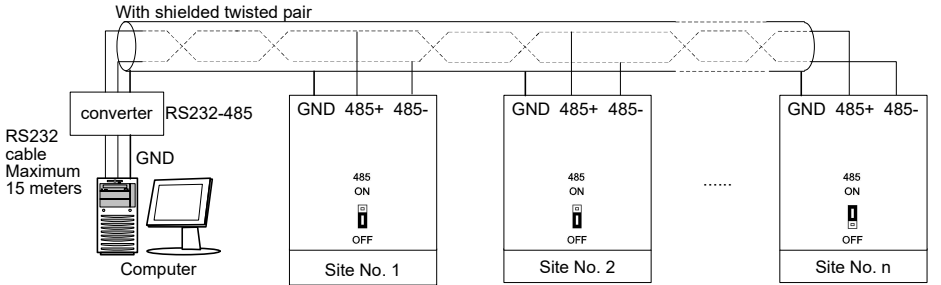 With shielded twisted pair
converter
RS232-485
RS232
cable
Maximum
15 meters
GND
Computer
GND 485+ 485-
485
ON
OFF
Site No. 1
GND 485+ 485-
485
ON
OFF
Site No. 2
......
GND 485+ 485-
485
ON
OFF
Site No. n